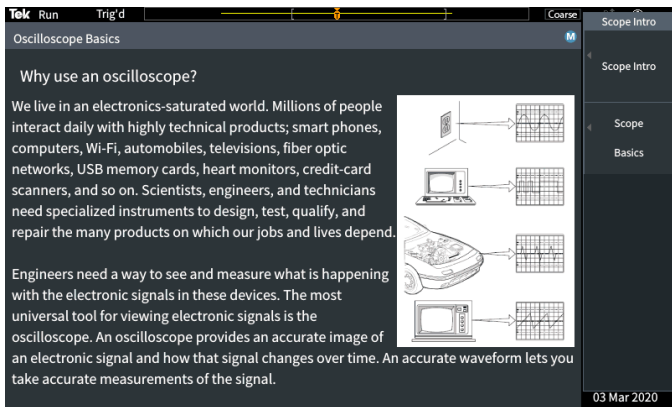 Tek Run Trig'd Coarse
Scope Intro
Oscilloscope Basics M
Why use an oscilloscope?
Scope Intro
We live in an electronics-saturated world. Millions of people
interact daily with highly technical products; smart phones,
computers, Wi-Fi, automobiles, televisions, fiber optic
networks, USB memory cards, heart monitors, credit-card
scanners, and so on. Scientists, engineers, and technicians
need specialized instruments to design, test, qualify, and
repair the many products on which our jobs and lives depend.
Scope
Basics
Engineers need a way to see and measure what is happening
with the electronic signals in these devices. The most
universal tool for viewing electronic signals is the
oscilloscope. An oscilloscope provides an accurate image of
an electronic signal and how that signal changes over time. An accurate waveform lets you
take accurate measurements of the signal.
03 Mar 2020